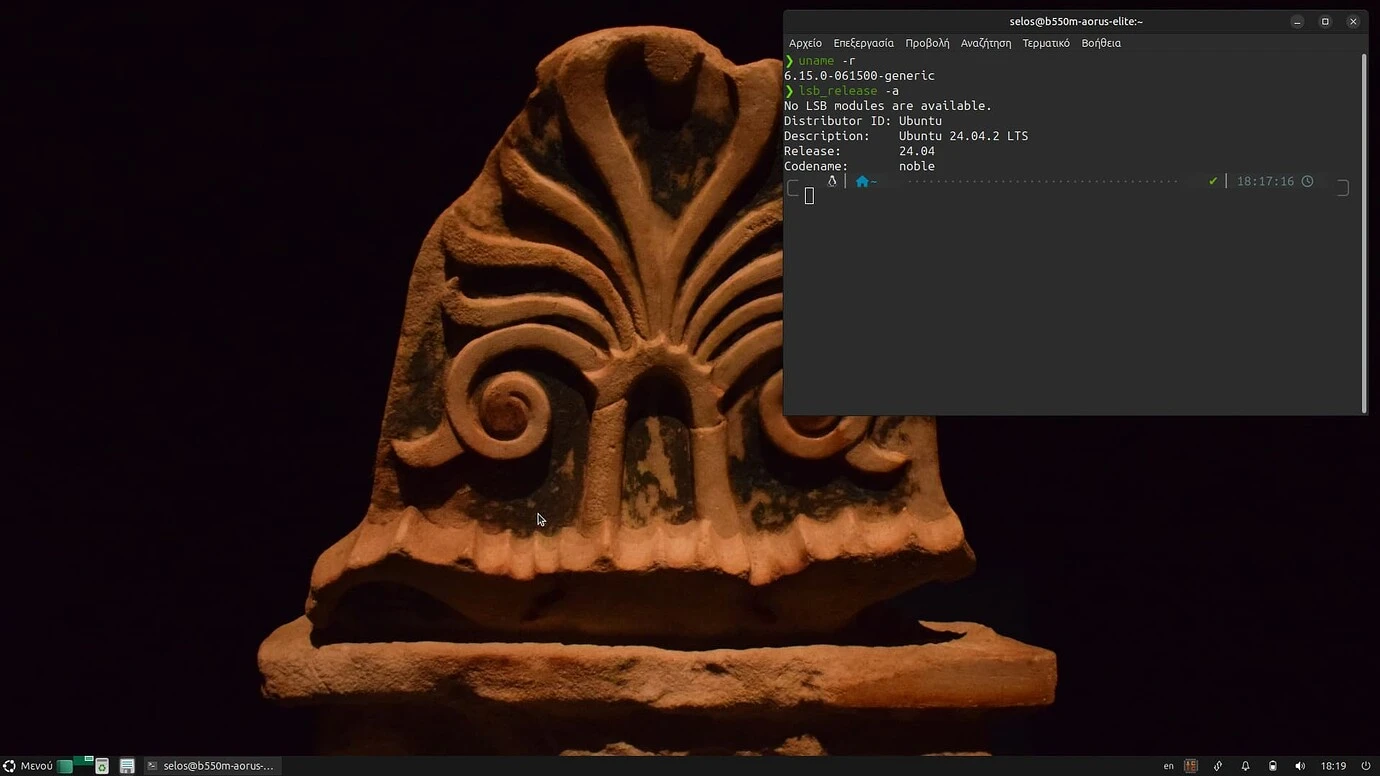 selos@b550m-aorus-elite:~
Αρχείο Επεξεργασία Προβολή Αναζήτηση Τερματικό Βοήθεια
❯ uname -r
6.15.0-061500-generic
❯ lsb_release -a
No LSB modules are available.
Distributor ID: Ubuntu
Description: Ubuntu 24.04.2 LTS
Release: 24.04
Codename: noble
~ ✔ 18:17:16
Μενού selos@b550m-aorus-... en 18:19